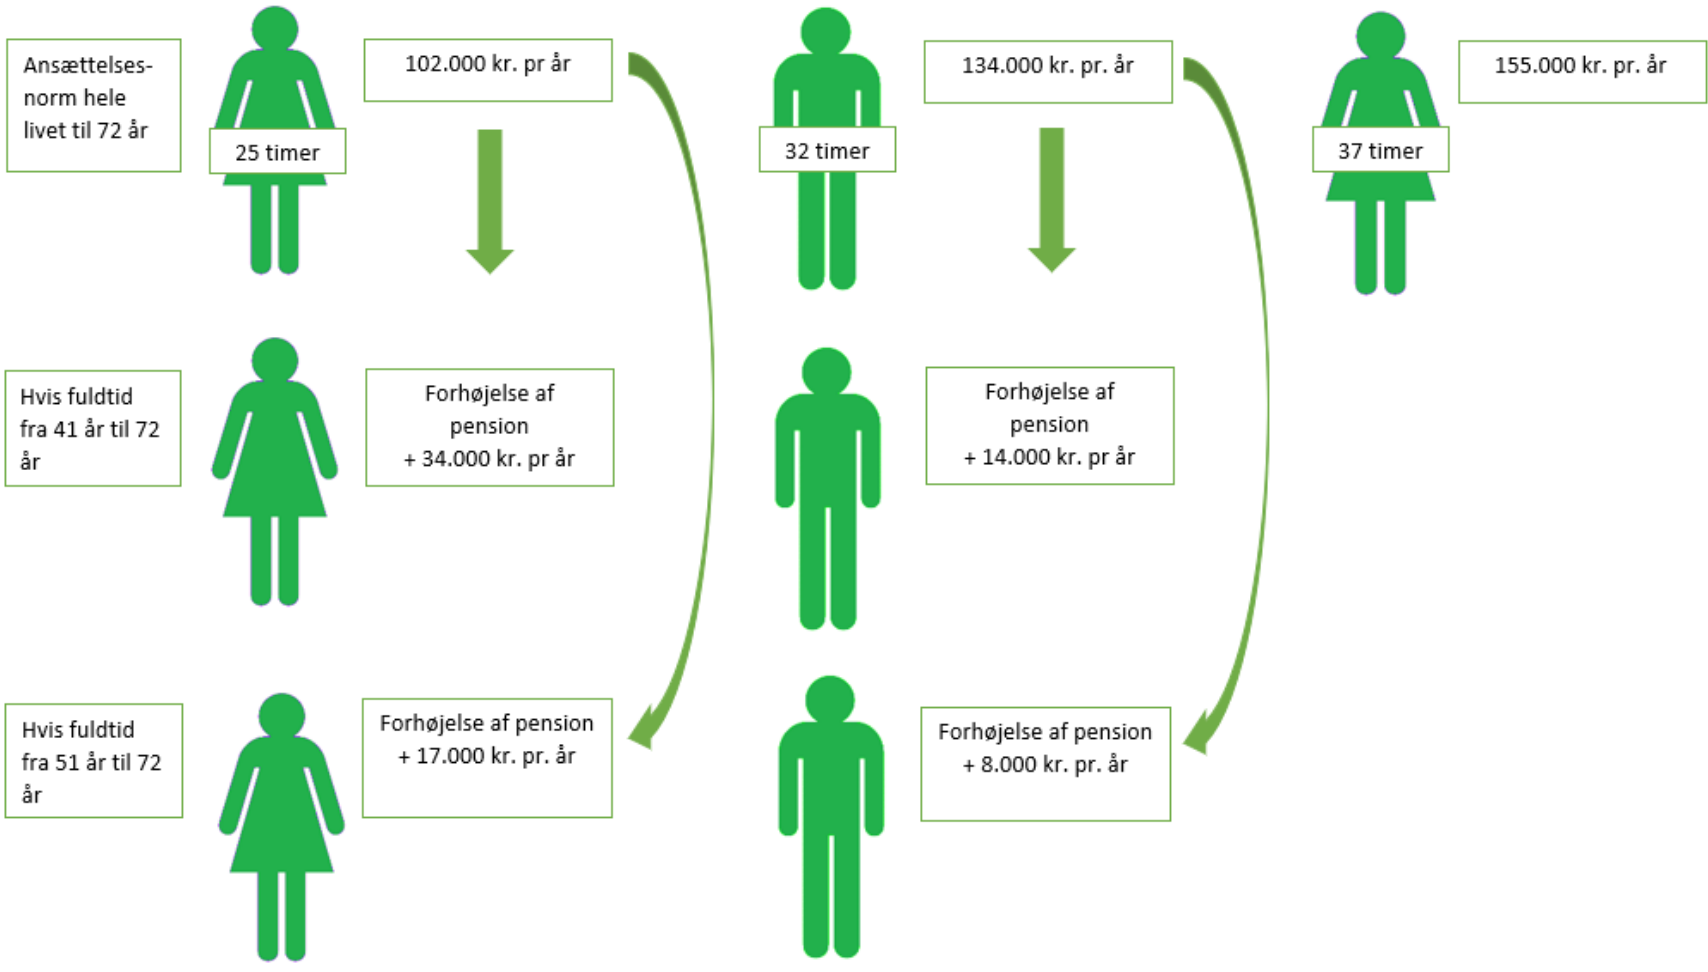 Ansættelses-
norm hele
livet til 72 år
25 timer
102.000 kr. pr år
32 timer
134.000 kr. pr. år
37 timer
155.000 kr. pr. år
Hvis fuldtid
fra 41 år til 72
år
Forhøjelse af
pension
+ 34.000 kr. pr år
Forhøjelse af
pension
+ 14.000 kr. pr år
Hvis fuldtid
fra 51 år til 72
år
Forhøjelse af pension
+ 17.000 kr. pr. år
Forhøjelse af pension
+ 8.000 kr. pr. år